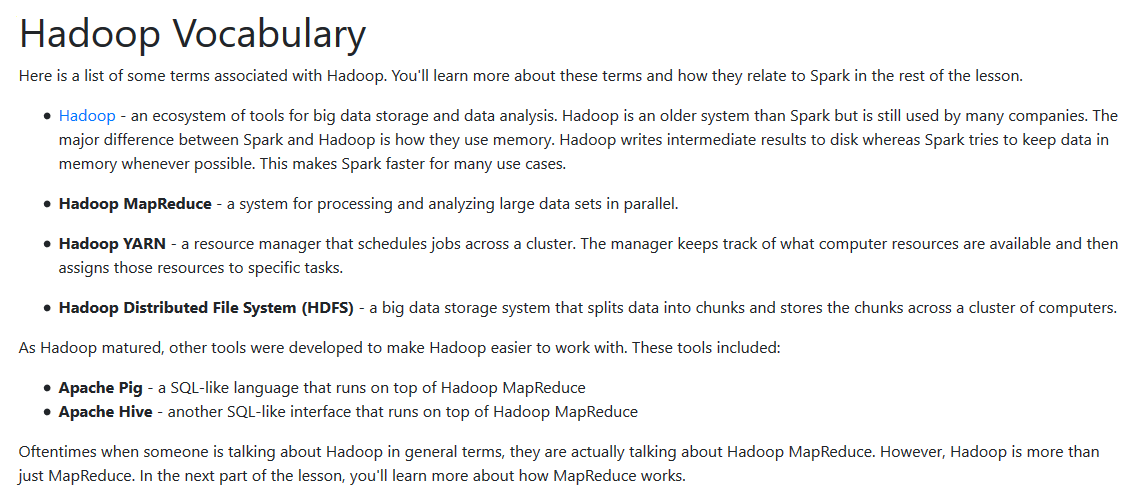 Hadoop Vocabulary
Here is a list of some terms associated with Hadoop. You'll learn more about these terms and how they relate to Spark in the rest of the lesson.
• Hadoop - an ecosystem of tools for big data storage and data analysis. Hadoop is an older system than Spark but is still used by many companies. The
major difference between Spark and Hadoop is how they use memory. Hadoop writes intermediate results to disk whereas Spark tries to keep data in
memory whenever possible. This makes Spark faster for many use cases.
• Hadoop MapReduce - a system for processing and analyzing large data sets in parallel.
• Hadoop YARN - a resource manager that schedules jobs across a cluster. The manager keeps track of what computer resources are available and then
assigns those resources to specific tasks.
• Hadoop Distributed File System (HDFS) - a big data storage system that splits data into chunks and stores the chunks across a cluster of computers.
As Hadoop matured, other tools were developed to make Hadoop easier to work with. These tools included:
• Apache Pig - a SQL-like language that runs on top of Hadoop MapReduce
• Apache Hive - another SQL-like interface that runs on top of Hadoop MapReduce
Oftentimes when someone is talking about Hadoop in general terms, they are actually talking about Hadoop MapReduce. However, Hadoop is more than
just MapReduce. In the next part of the lesson, you'll learn more about how MapReduce works.